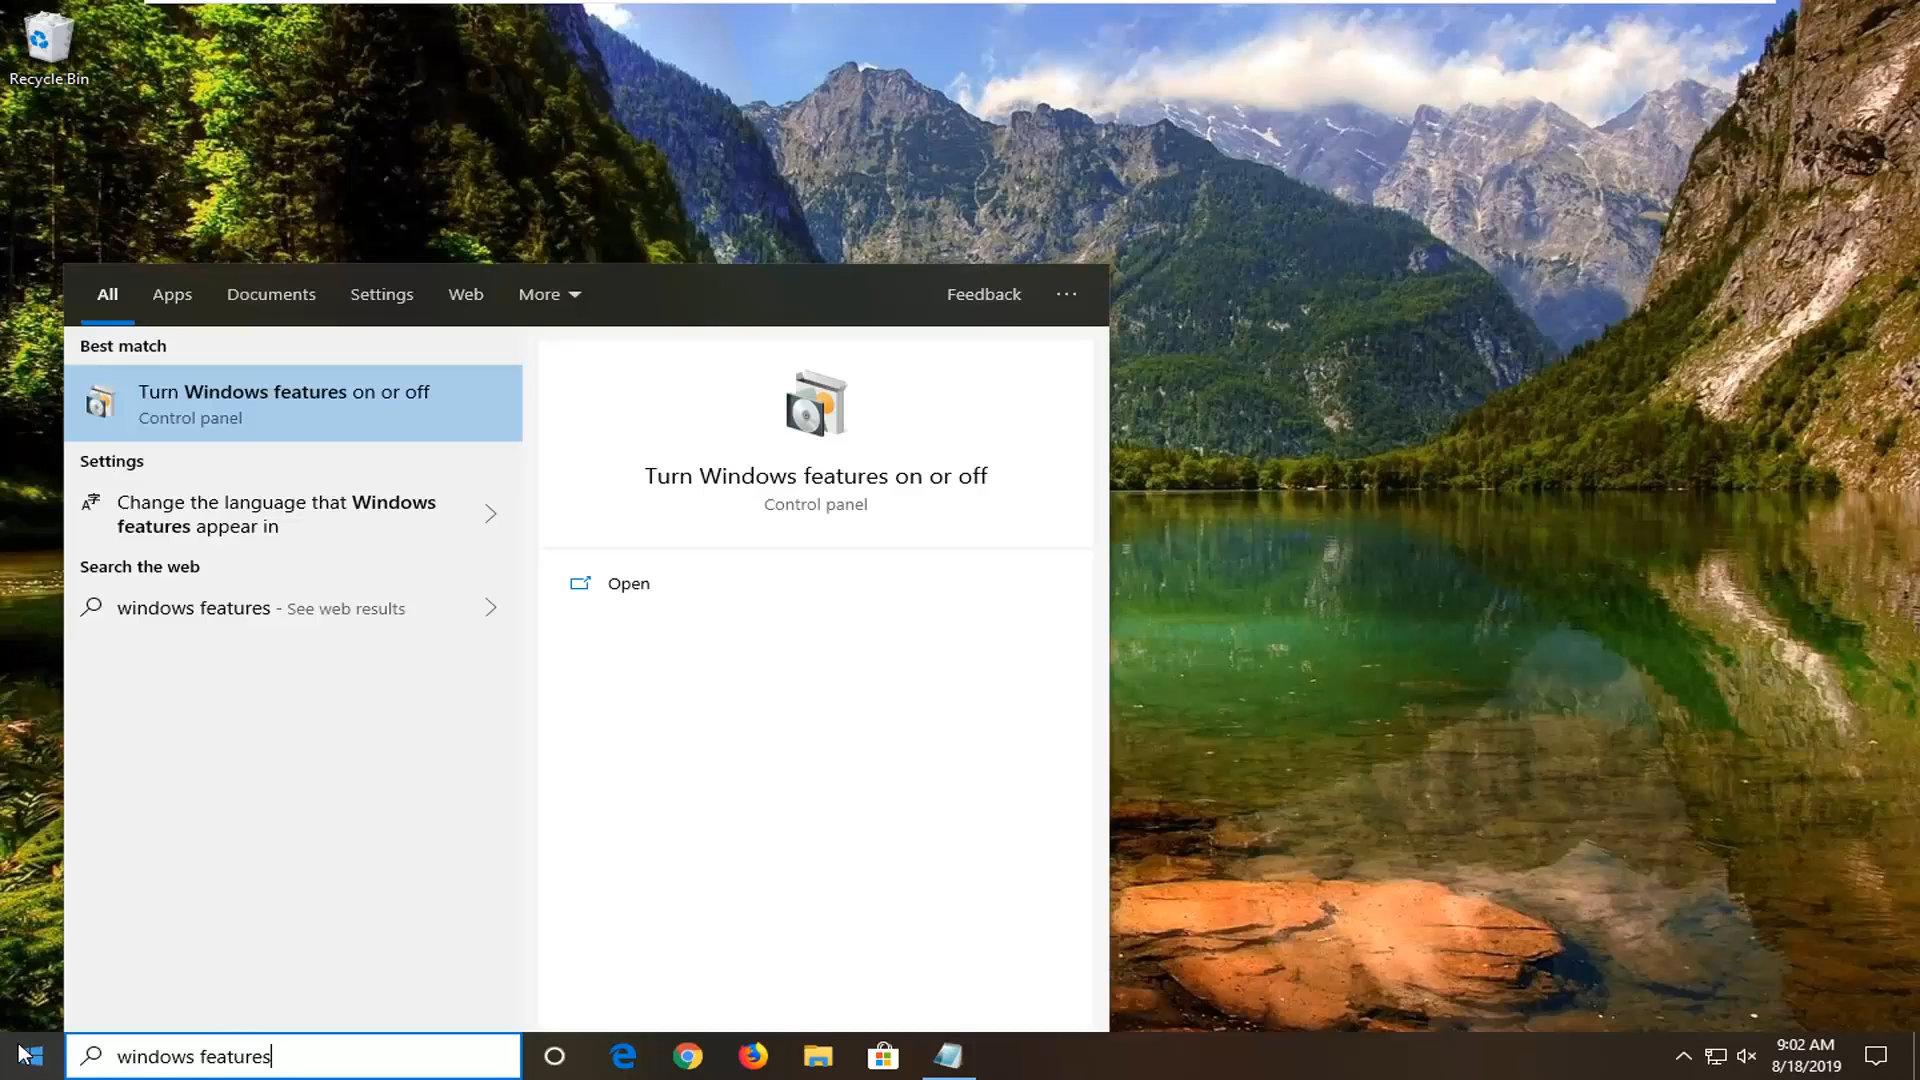 Recycle Bin
All Apps Documents Settings Web More Feedback ...
Best match
Turn Windows features on or off
Control panel
Settings
Change the language that Windows
features appear in
Search the web
windows features - See web results
Turn Windows features on or off
Control panel
Open
windows features
9:02 AM
8/18/2019